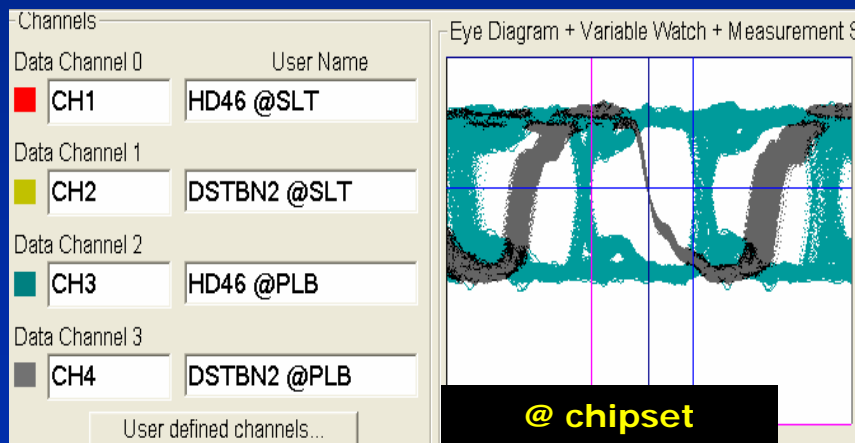 Channels
Data Channel 0 User Name
CH1 HD46 @SLT
Data Channel 1
CH2 DSTBN2 @SLT
Data Channel 2
CH3 HD46 @PLB
Data Channel 3
CH4 DSTBN2 @PLB
User defined channels...
Eye Diagram + Variable Watch + Measurement S
@ chipset